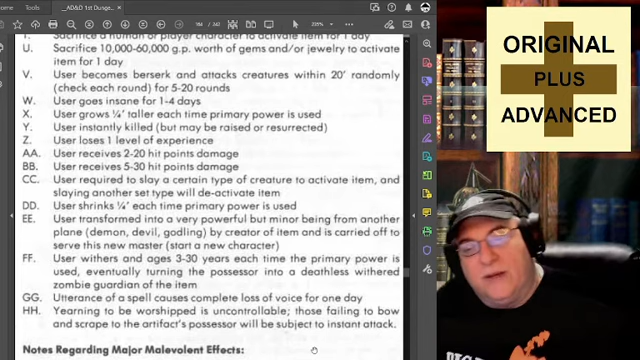 __AD&D 1st Dunge...
184 / 242
235%
ORIGINAL
PLUS
ADVANCED
T. Sacrifice a human or player character to activate item for 1 day
U. Sacrifice 10,000-60,000 g.p. worth of gems and/or jewelry to activate
item for 1 day
V. User becomes berserk and attacks creatures within 20' randomly
(check each round) for 5-20 rounds
W. User goes insane for 1-4 days
X. User grows ¼' taller each time primary power is used
Y. User instantly killed (but may be raised or resurrected)
Z. User loses 1 level of experience
AA. User receives 2-20 hit points damage
BB. User receives 5-30 hit points damage
CC. User required to slay a certain type of creature to activate item, and
slaying another set type will de-activate item
DD. User shrinks ¼' each time primary power is used
EE. User transformed into a very powerful but minor being from another
plane (demon, devil, godling) by creator of item and is carried off to
serve this new master (start a new character)
FF. User withers and ages 3-30 years each time the primary power is
used, eventually turning the possessor into a deathless withered
zombie guardian of the item
GG. Utterance of a spell causes complete loss of voice for one day
HH. Yearning to be worshipped is uncontrollable; those failing to bow
and scrape to the artifact's possessor will be subject to instant attack.
Notes Regarding Major Malevolent Effects: